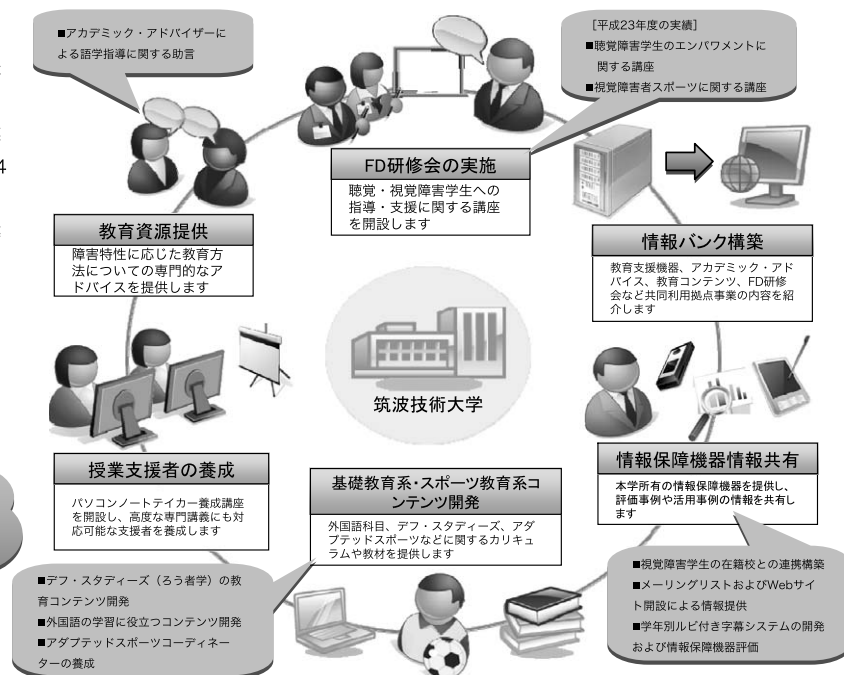 ■アカデミック・アドバイザーに
よる語学指導に関する助言
［平成23年度の実績］
■聴覚障害学生のエンパワメントに
関する講座
■視覚障害者スポーツに関する講座
4
FD研修会の実施
聴覚・視覚障害学生への
指導・支援に関する講座
を開設します
教育資源提供
障害特性に応じた教育方
法についての専門的なア
ドバイスを提供します
情報バンク構築
教育支援機器、アカデミック・アド
バイス、教育コンテンツ、FD研修
会など共同利用拠点事業の内容を紹
介します
筑波技術大学
授業支援者の養成
パソコンノートテイカー養成講座
を開設し、高度な専門講義にも対
応可能な支援者を養成します
基礎教育系・スポーツ教育系コ
ンテンツ開発
外国語科目、デフ・スタディーズ、アダ
プテッドスポーツなどに関するカリキュ
ラムや教材を提供します
情報保障機器情報共有
本学所有の情報保障機器を提供し、
評価事例や活用事例の情報を共有し
ます
■デフ・スタディーズ（ろう者学）の教
育コンテンツ開発
■外国語の学習に役立つコンテンツ開発
■アダプテッドスポーツコーディネー
ターの養成
■視覚障害学生の在籍校との連携構築
■メーリングリストおよびWebサイ
ト開設による情報提供
■学年別ルビ付き字幕システムの開発
および情報保障機器評価